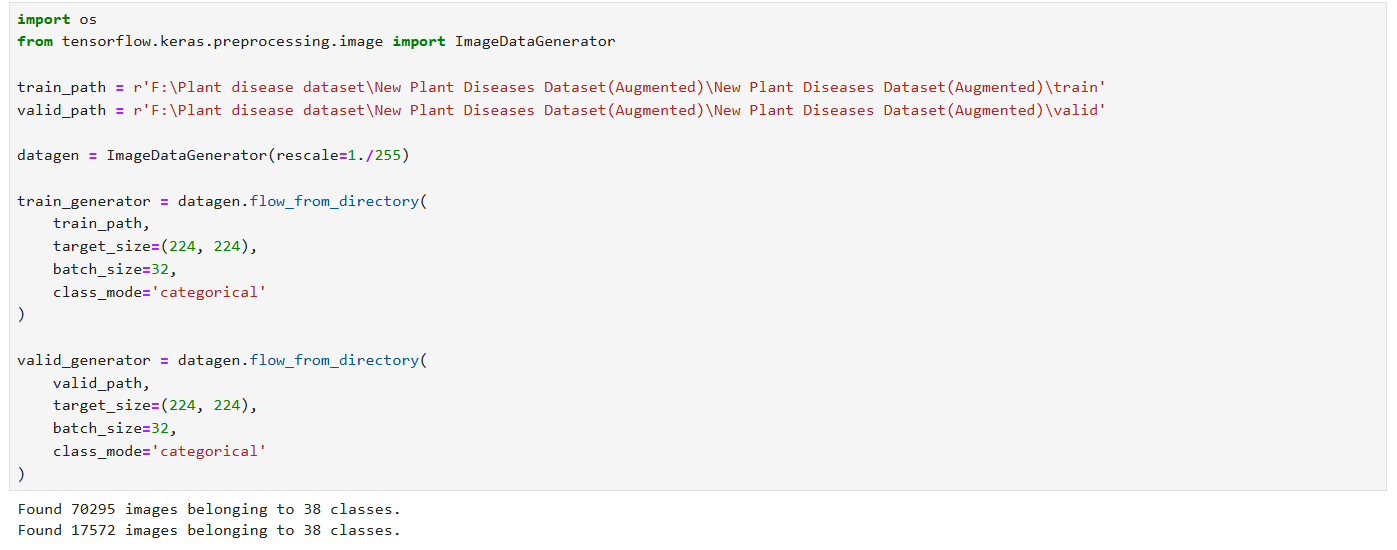 import os
from tensorflow.keras.preprocessing.image import ImageDataGenerator
train_path = r'F:\Plant disease dataset\New Plant Diseases Dataset(Augmented)\New Plant Diseases Dataset(Augmented)\train'
valid_path = r'F:\Plant disease dataset\New Plant Diseases Dataset(Augmented)\New Plant Diseases Dataset(Augmented)\valid'
datagen = ImageDataGenerator(rescale=1./255)
train_generator = datagen.flow_from_directory(
    train_path,
    target_size=(224, 224),
    batch_size=32,
    class_mode='categorical'
)
valid_generator = datagen.flow_from_directory(
    valid_path,
    target_size=(224, 224),
    batch_size=32,
    class_mode='categorical'
)
Found 70295 images belonging to 38 classes.
Found 17572 images belonging to 38 classes.